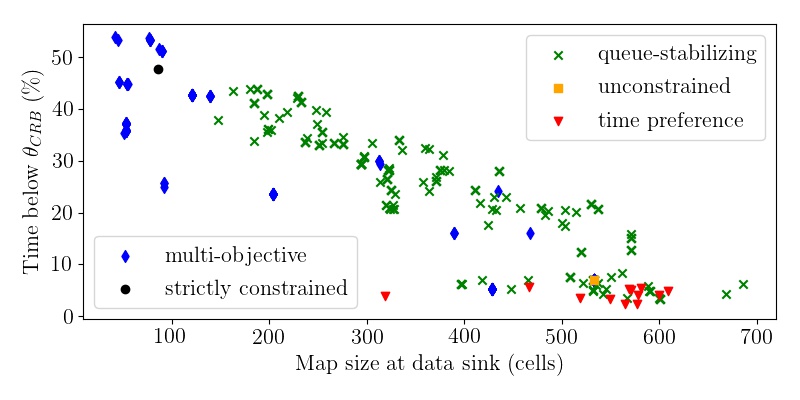 50
40
30
20
10
0
Time below θ_CRB (%)
queue-stabilizing
unconstrained
time preference
multi-objective
strictly constrained
100 200 300 400 500 600 700
Map size at data sink (cells)